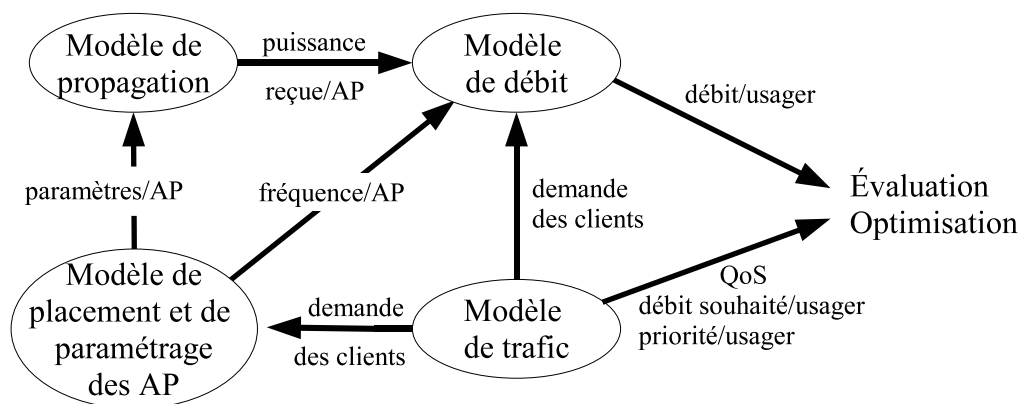 Modèle de
propagation
puissance
reçue/AP
Modèle
de débit
débit/usager
paramètres/AP
fréquence/AP
demande
des clients
Évaluation
Optimisation
Modèle de
placement et de
paramétrage
des AP
demande
des clients
Modèle
de trafic
QoS
débit souhaité/usager
priorité/usager